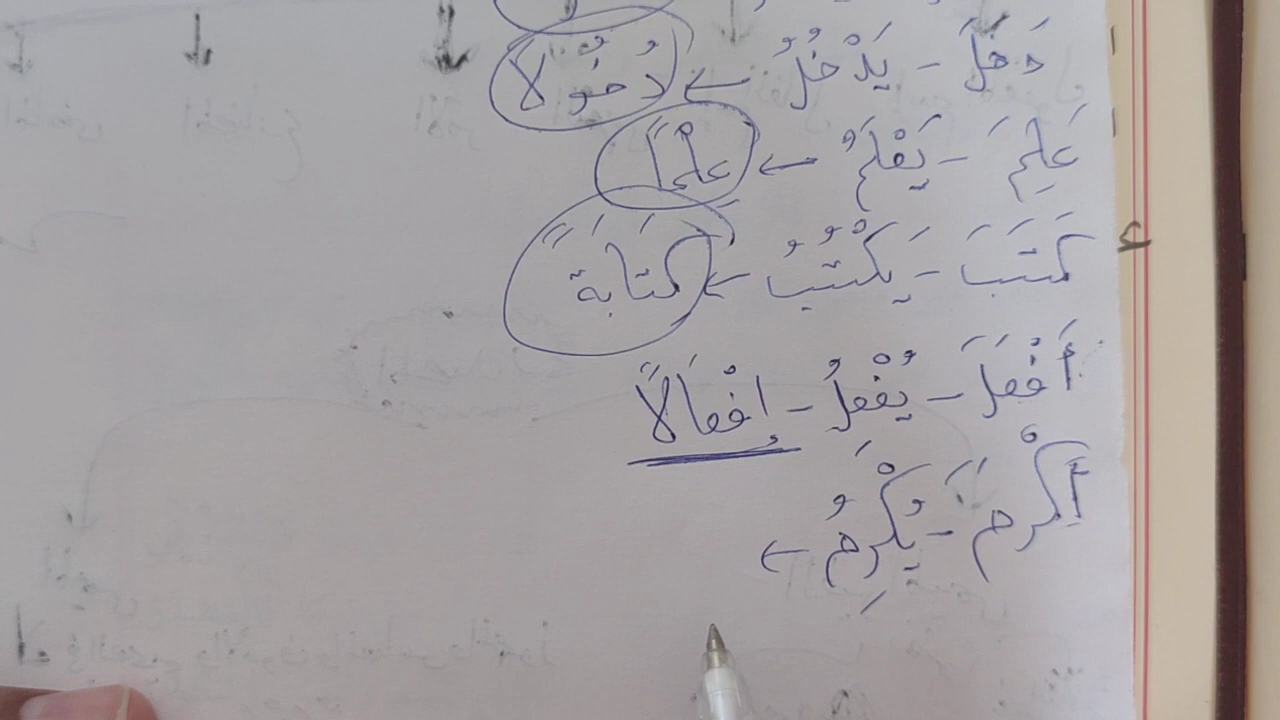 دَخَلَ – يَدْخُلُ ← دُخُولًا
عَلِمَ – يَعْلَمُ ← عِلْمًا
كَتَبَ – يَكْتُبُ ← كِتَابَةً
أَفْعَلَ – يُفْعِلُ – إِفْعَالًا
أَكْرَمَ – يُكْرِمُ ←